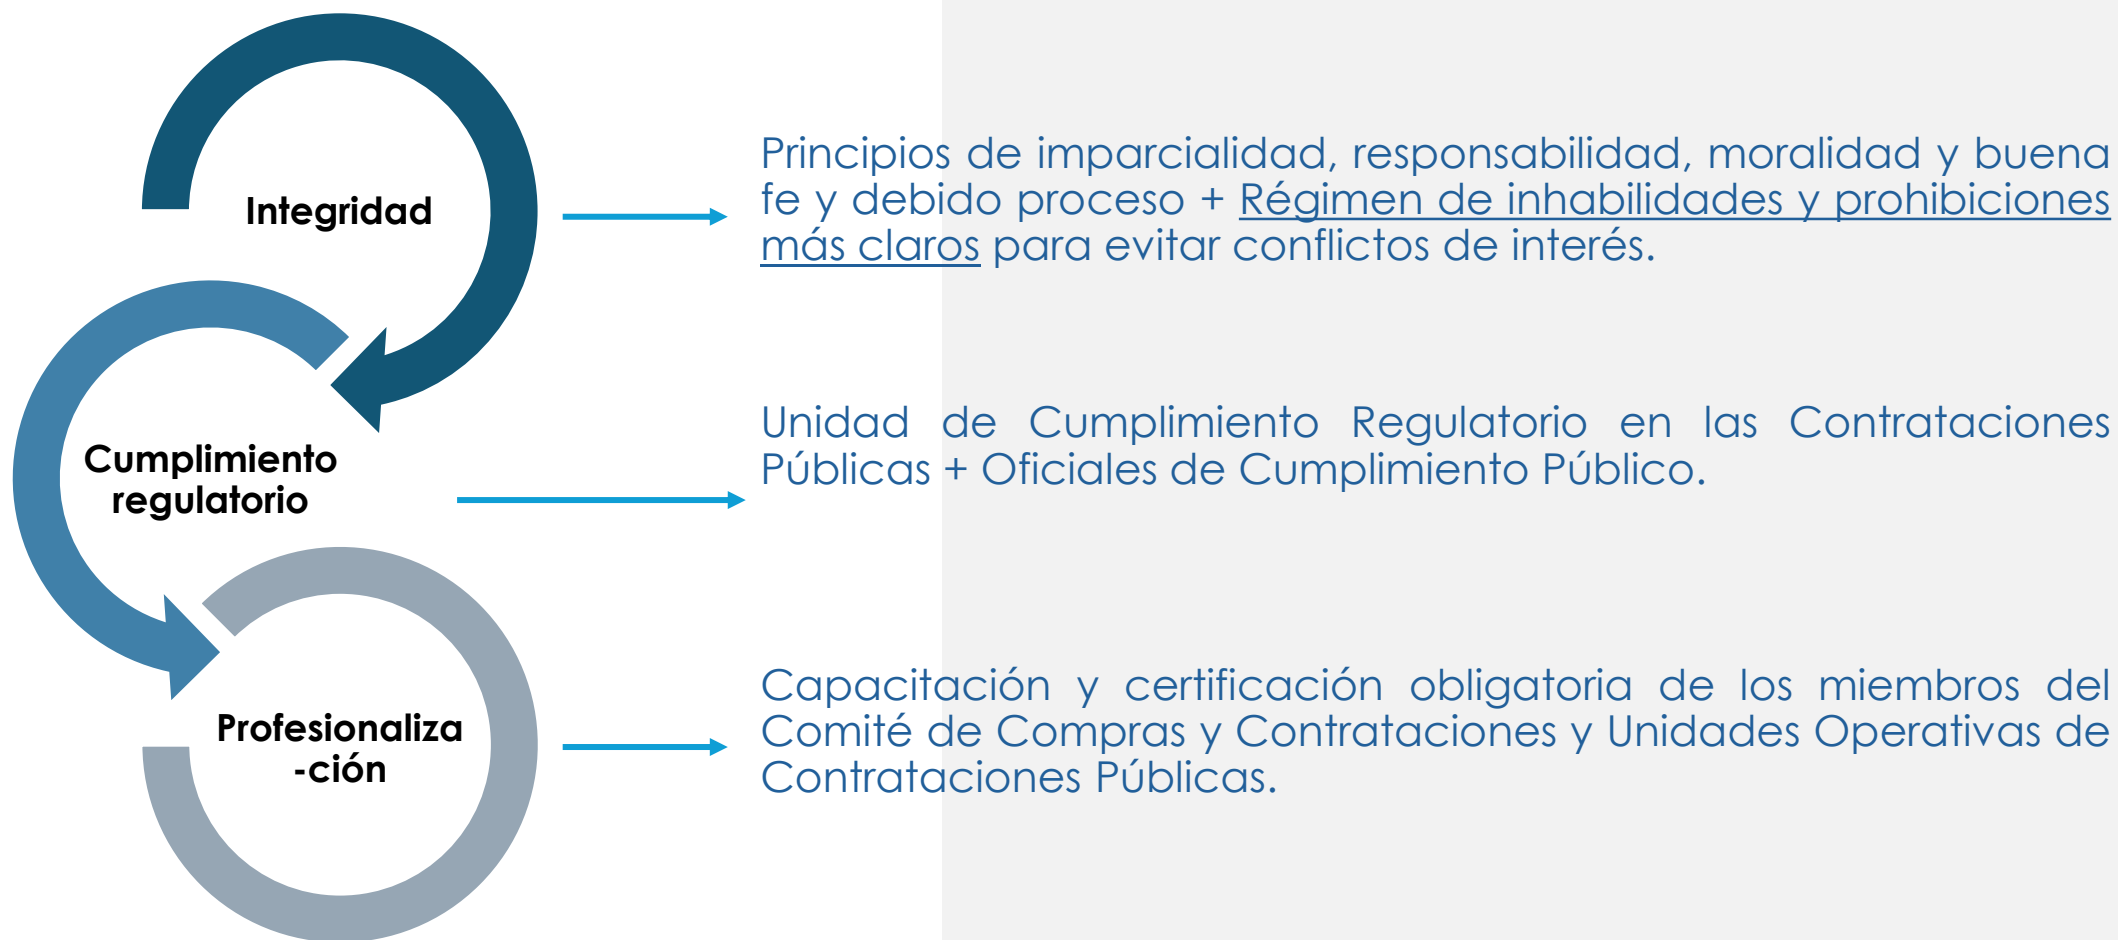 Integridad
Principios de imparcialidad, responsabilidad, moralidad y buena
fe y debido proceso + Régimen de inhabilidades y prohibiciones
más claros para evitar conflictos de interés.
Cumplimiento
regulatorio
Unidad de Cumplimiento Regulatorio en las Contrataciones
Públicas + Oficiales de Cumplimiento Público.
Profesionaliza
-ción
Capacitación y certificación obligatoria de los miembros del
Comité de Compras y Contrataciones y Unidades Operativas de
Contrataciones Públicas.